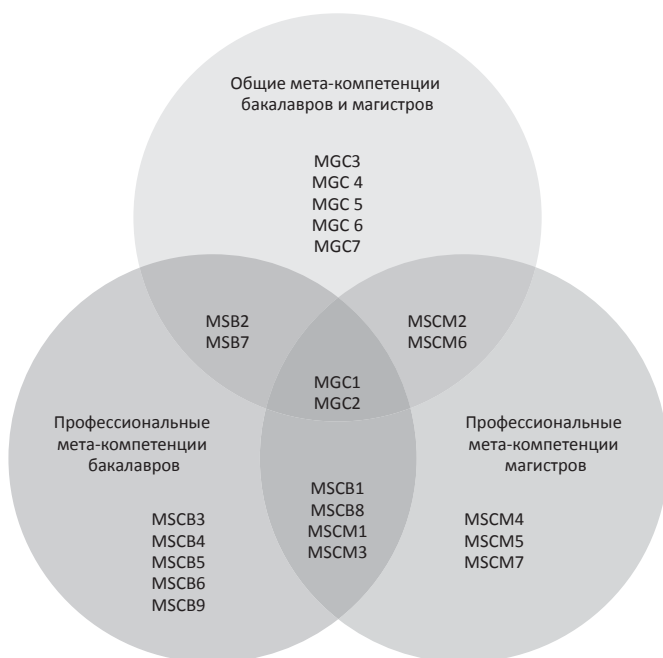 Общие мета-компетенции
бакалавров и магистров
MGC3
MGC 4
MGC 5
MGC 6
MGC7
MSB2
MSB7
MSCM2
MSCM6
MGC1
MGC2
Профессиональные
мета-компетенции
бакалавров
Профессиональные
мета-компетенции
магистров
MSCB1
MSCB8
MSCM1
MSCM3
MSCB3
MSCB4
MSCB5
MSCB6
MSCB9
MSCM4
MSCM5
MSCM7